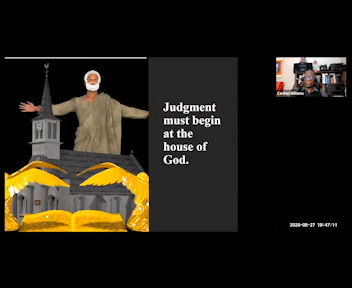 Judgment
must begin
at the
house of
God.
2020-08-27 19:47:11